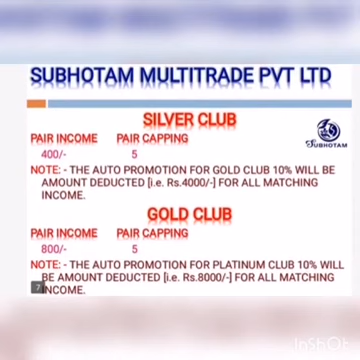 SUBHOTAM MULTITRADE PVT LTD
SILVER CLUB
PAIR INCOME PAIR CAPPING
400/- 5
SUBHOTAM
NOTE: - THE AUTO PROMOTION FOR GOLD CLUB 10% WILL BE
AMOUNT DEDUCTED [i.e. Rs.4000/-] FOR ALL MATCHING
INCOME.
GOLD CLUB
PAIR INCOME PAIR CAPPING
800/- 5
NOTE: - THE AUTO PROMOTION FOR PLATINUM CLUB 10% WILL
BE AMOUNT DEDUCTED [i.e. Rs.8000/-] FOR ALL MATCHING
7
INCOME.
InShOt